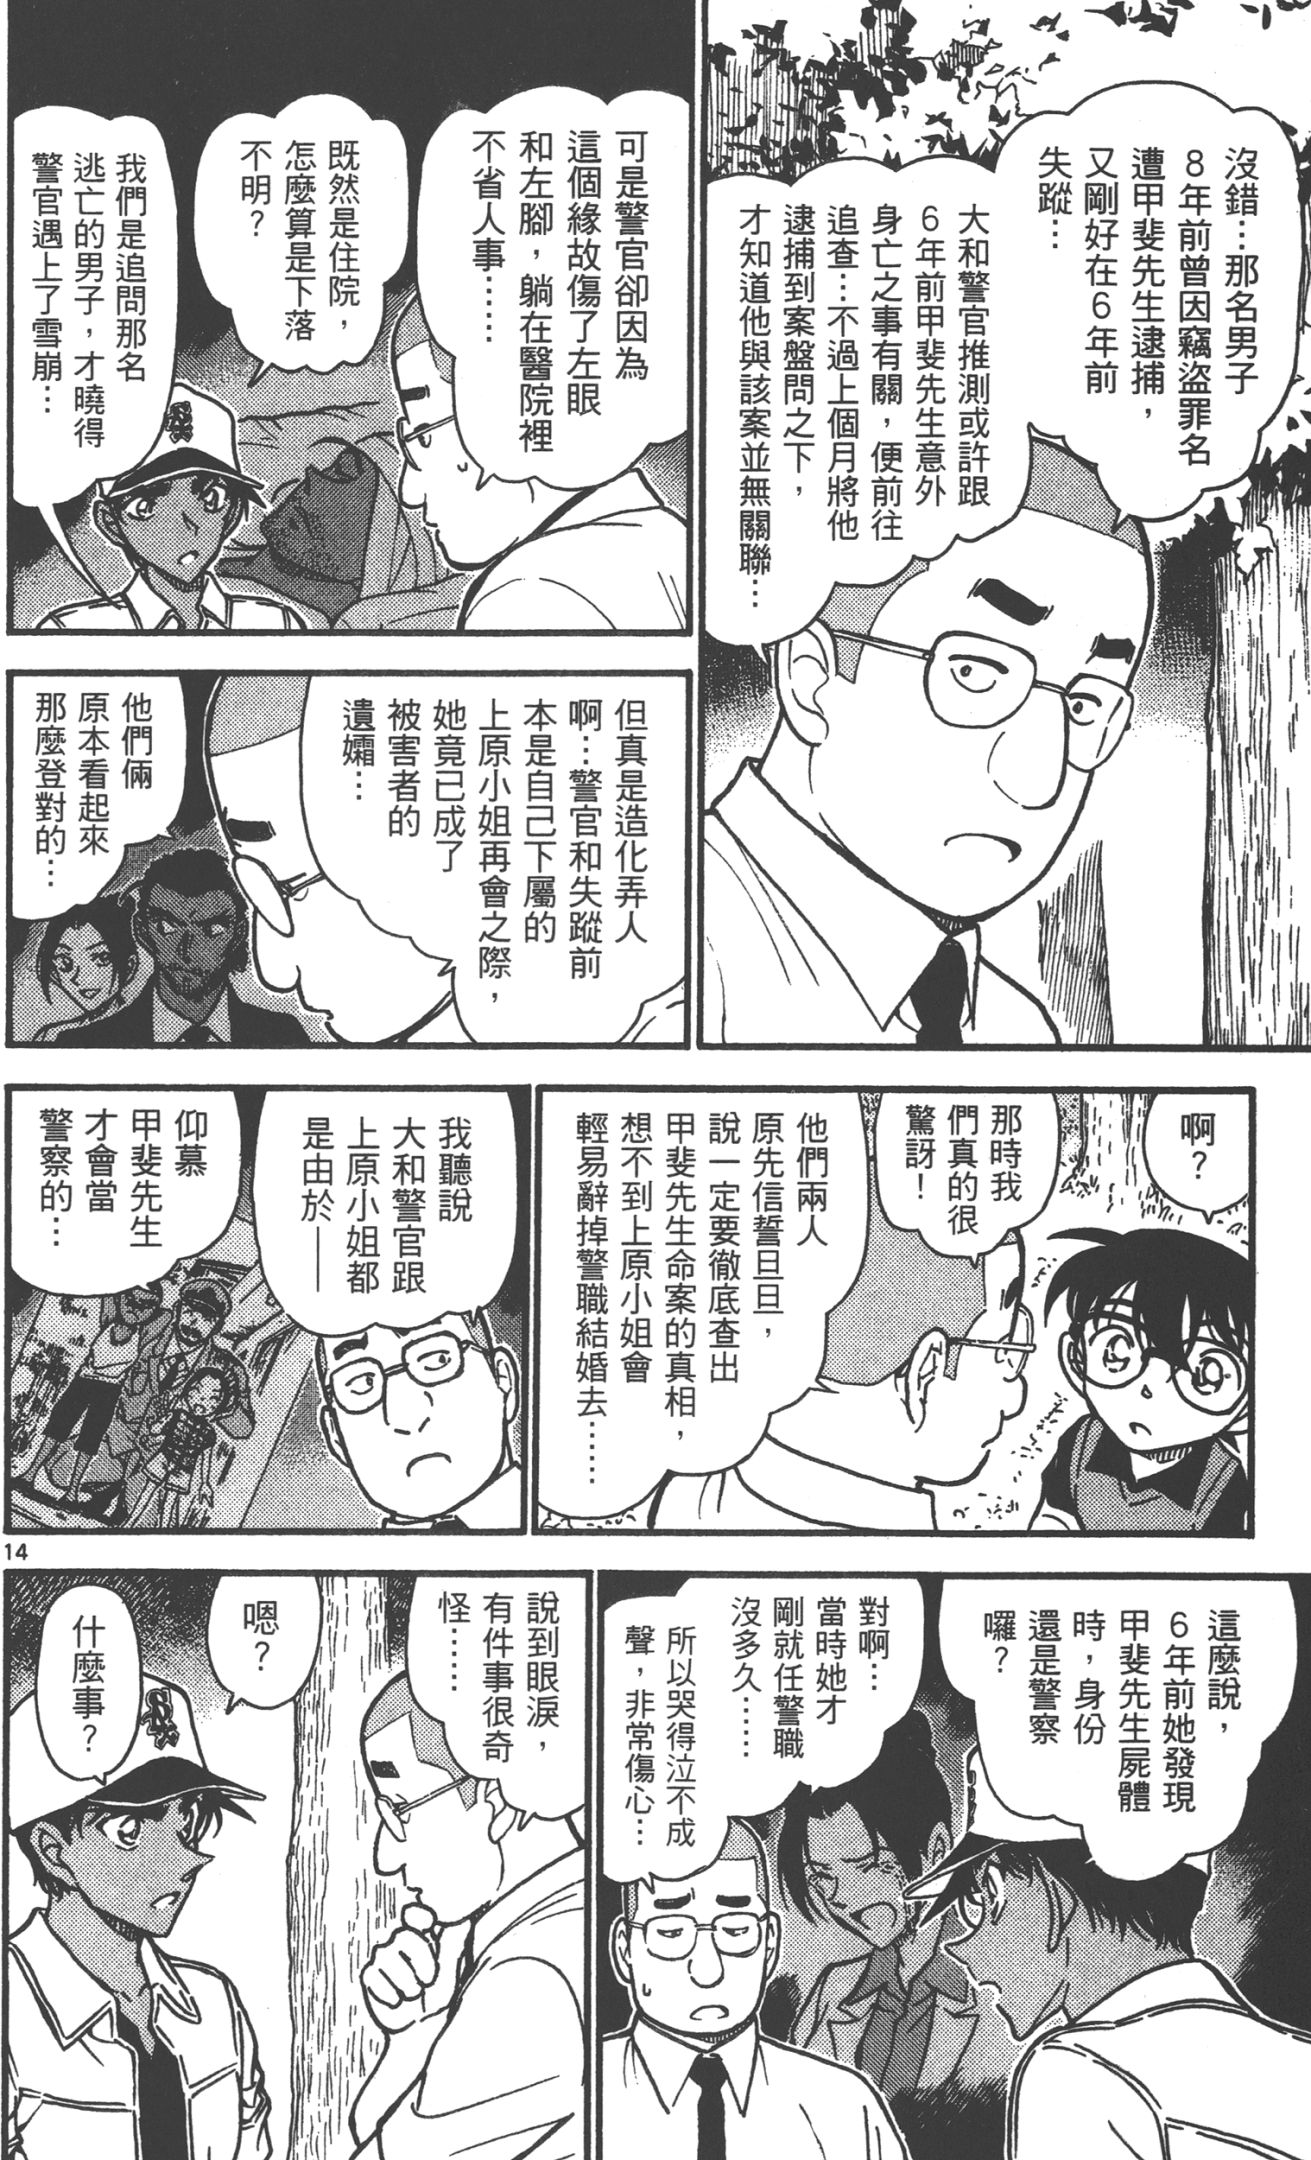 沒錯…那名男子
8年前曾因竊盜罪名
遭甲斐先生逮捕，
又剛好在6年前
失蹤…
大和警官推測或許跟
6年前甲斐先生意外
身亡之事有關，便前往
追查…不過上個月將他
逮捕到案盤問之下，
才知道他與該案並無關聯…
可是警官卻因為
這個緣故傷了左眼
和左腳，躺在醫院裡
不省人事……
既然是住院，
怎麼算是下落
不明？
我們是追問那名
逃亡的男子，才曉得
警官遇上了雪崩…
但真是造化弄人
啊…警官和失蹤前
本是自己下屬的
上原小姐再會之際，
她竟已成了
被害者的
遺孀…
他們倆
原本看起來
那麼登對的…
啊？
那時我
們真的很
驚訝！
他們兩人
原先信誓旦旦，
說一定要徹底查出
甲斐先生命案的真相，
想不到上原小姐會
輕易辭掉警職結婚去……
我聽說
大和警官跟
上原小姐都
是由於——
仰慕
甲斐先生
才會當
警察的…
14
這麼說，
6年前她發現
甲斐先生屍體
時，身份
還是警察
囉？
對啊…
當時她才
剛就任警職
沒多久……
所以哭得泣不成
聲，非常傷心…
說到眼淚，
有件事很奇
怪……
嗯？
什麼事？